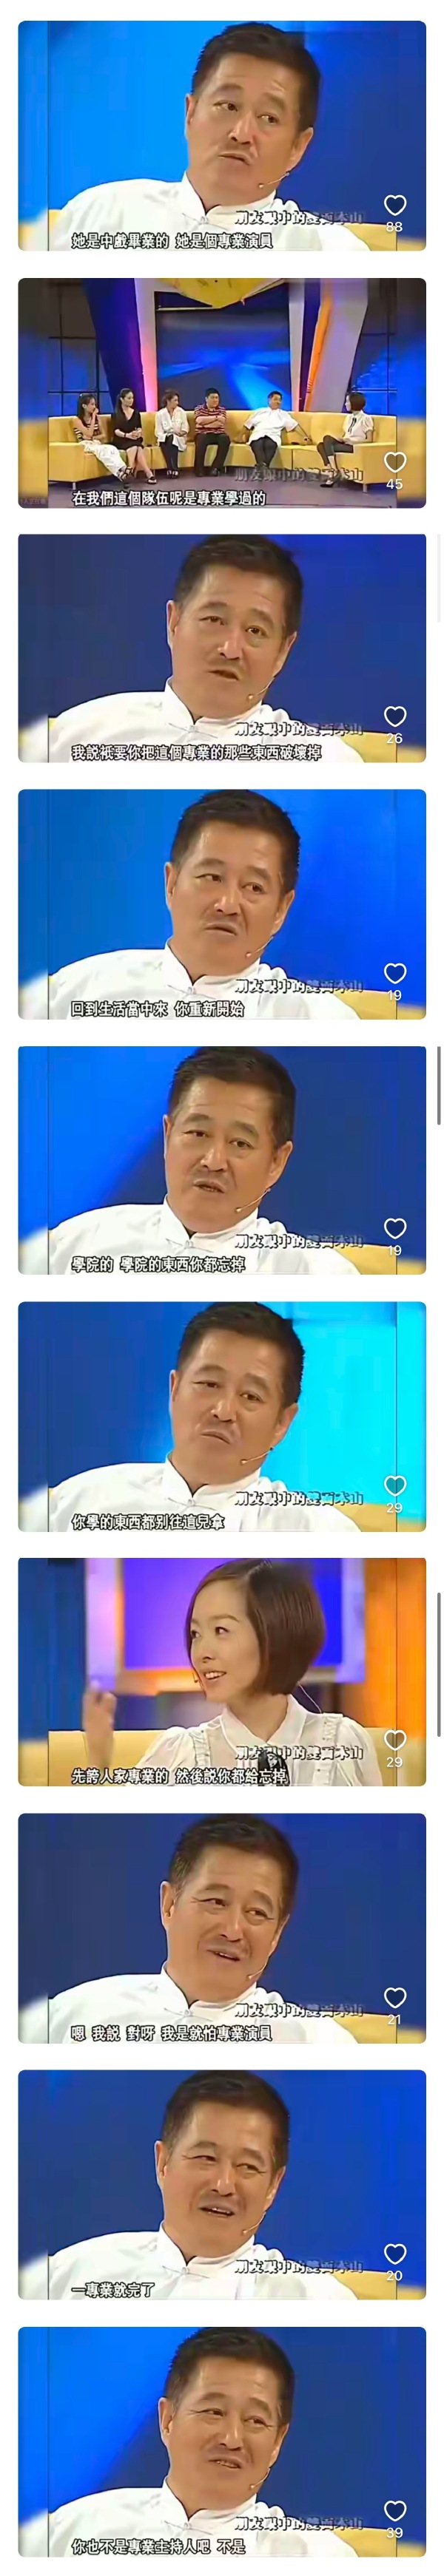 朋友眼中的趙本山
88
她是中戲畢業的 她是個專業演員
朋友眼中的趙本山
45
在我們這個隊伍呢是專業學過的
朋友眼中的趙本山
26
我説衹要你把這個專業的那些東西破壞掉
朋友眼中的趙本山
19
回到生活當中來 你重新開始
朋友眼中的趙本山
19
學院的 學院的東西你都忘掉
朋友眼中的趙本山
29
你學的東西都别往這兒拿
朋友眼中的趙本山
29
先誇人家專業的 然後説你都給忘掉
朋友眼中的趙本山
21
嗯 我説 對呀 我是就怕專業演員
朋友眼中的趙本山
20
一專業就完了
朋友眼中的趙本山
39
你也不是專業主持人吧 不是